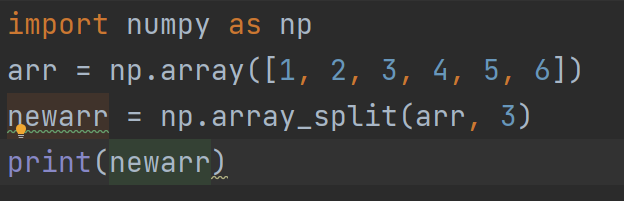 import numpy as np
arr = np.array([1, 2, 3, 4, 5, 6])
newarr = np.array_split(arr, 3)
print(newarr)